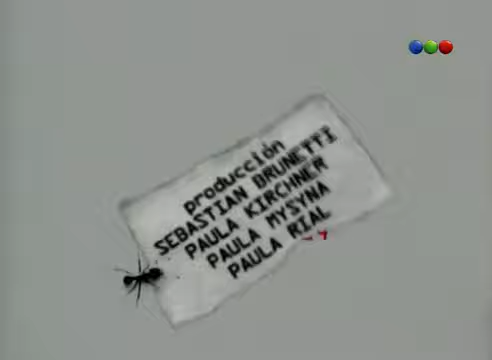 producción
SEBASTIAN BRUNETTI
PAULA KIRCHNER
PAULA MYSYNA
PAULA RIAL